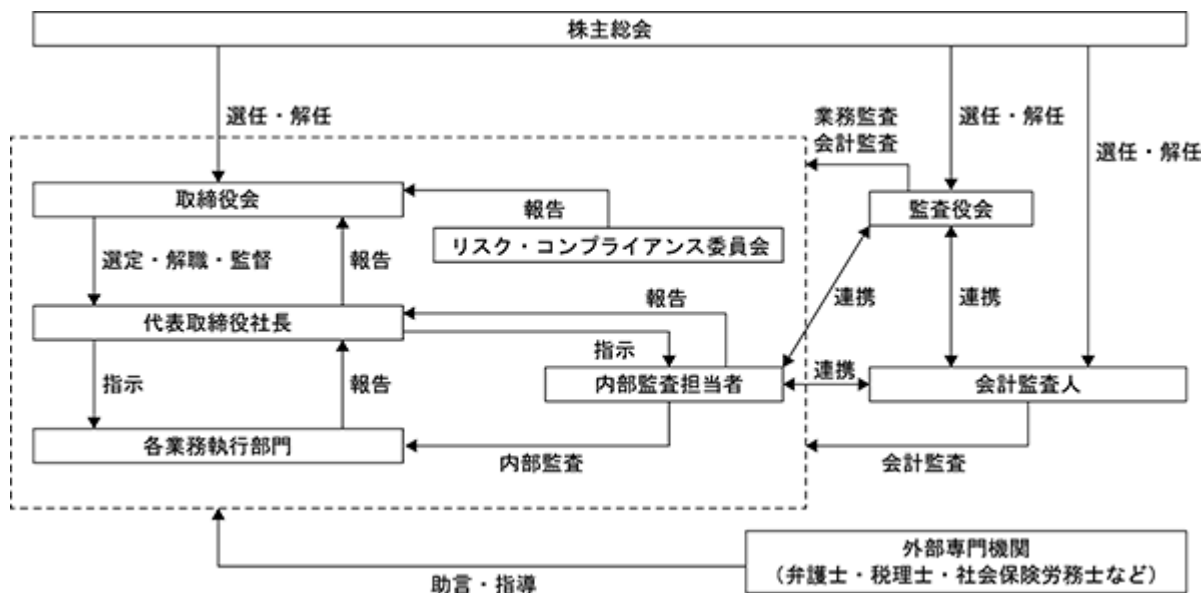 株主総会
選任・解任
業務監査
会計監査
選任・解任
選任・解任
取締役会
報告
監査役会
リスク・コンプライアンス委員会
選定・解職・監督
報告
連携
連携
報告
代表取締役社長
指示
指示
報告
内部監査担当者
連携
会計監査人
各業務執行部門
内部監査
会計監査
外部専門機関
（弁護士・税理士・社会保険労務士など）
助言・指導